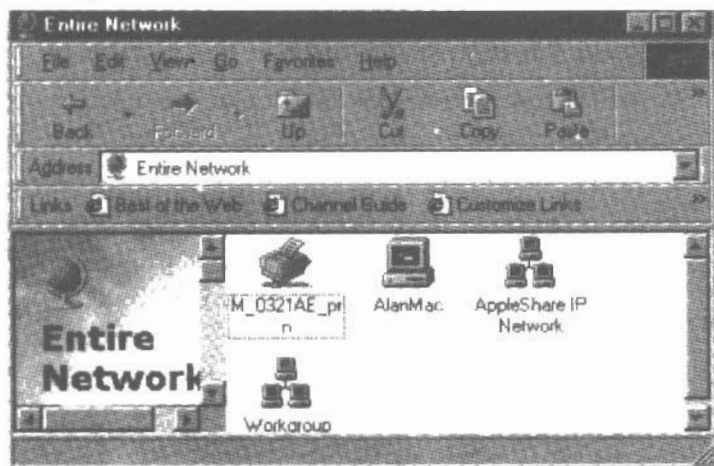 Entire Network
File Edit View Go Favorites Help
Back Forward Up Cut Copy Paste
Address Entire Network
Links Best of the Web Channel Guide Customize Links
Entire
Network
M_0321AE_pri
n
AlanMac
AppleShare IP
Network
Workgroup